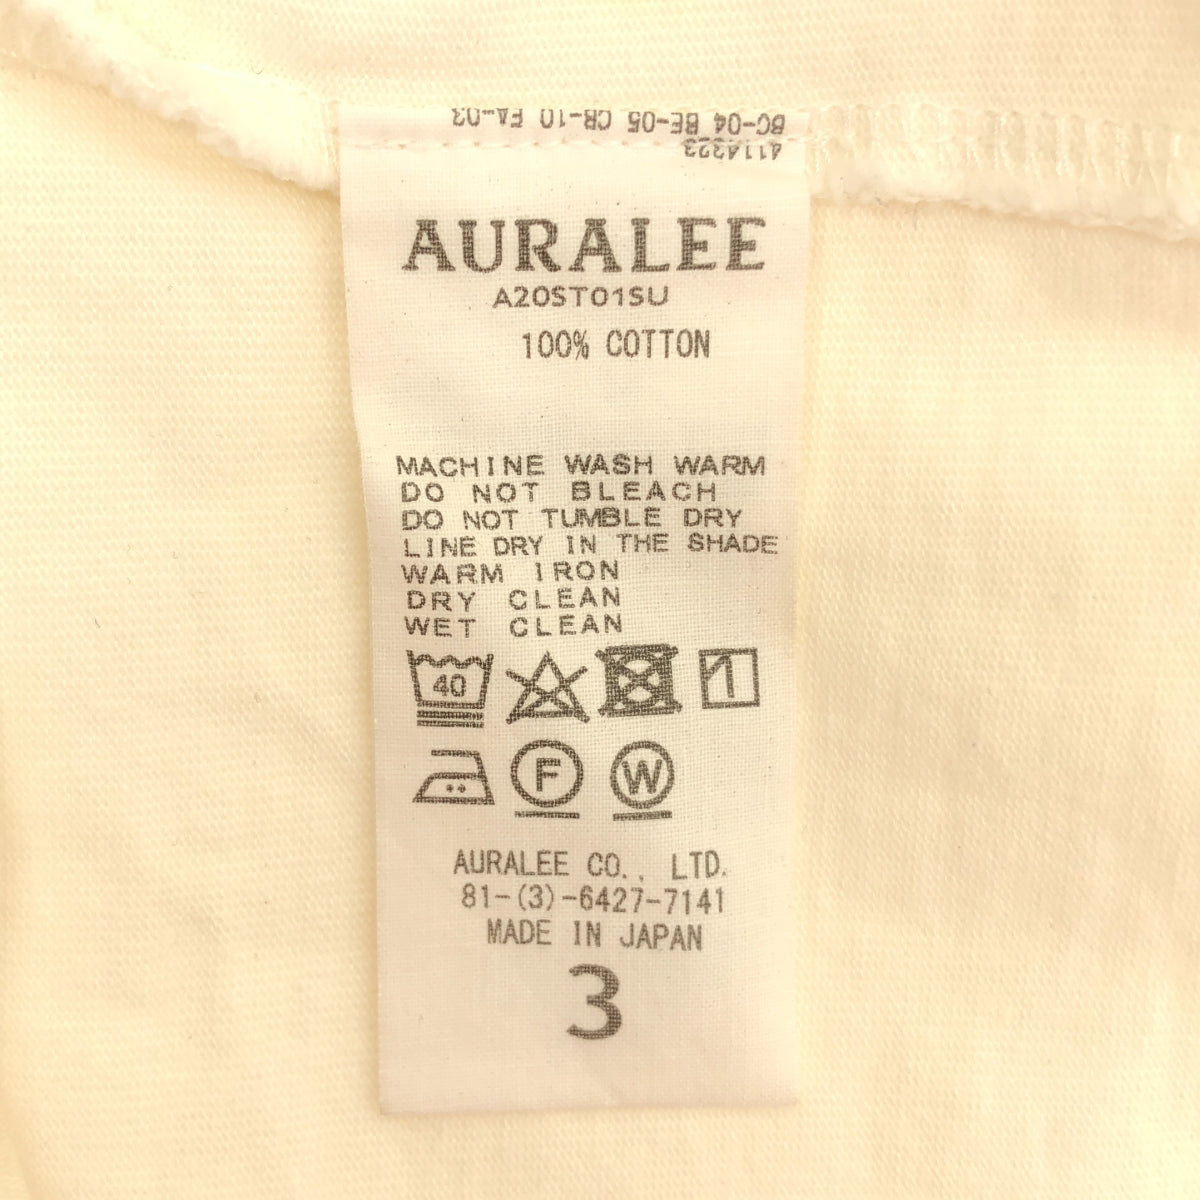 BC-04 BE-05 CR-10 FA-03
4114323
AURALEE
A20ST01SU
100% COTTON
MACHINE WASH WARM
DO NOT BLEACH
DO NOT TUMBLE DRY
LINE DRY IN THE SHADE
WARM IRON
DRY CLEAN
WET CLEAN
40
F W
AURALEE CO., LTD.
81-(3)-6427-7141
MADE IN JAPAN
3